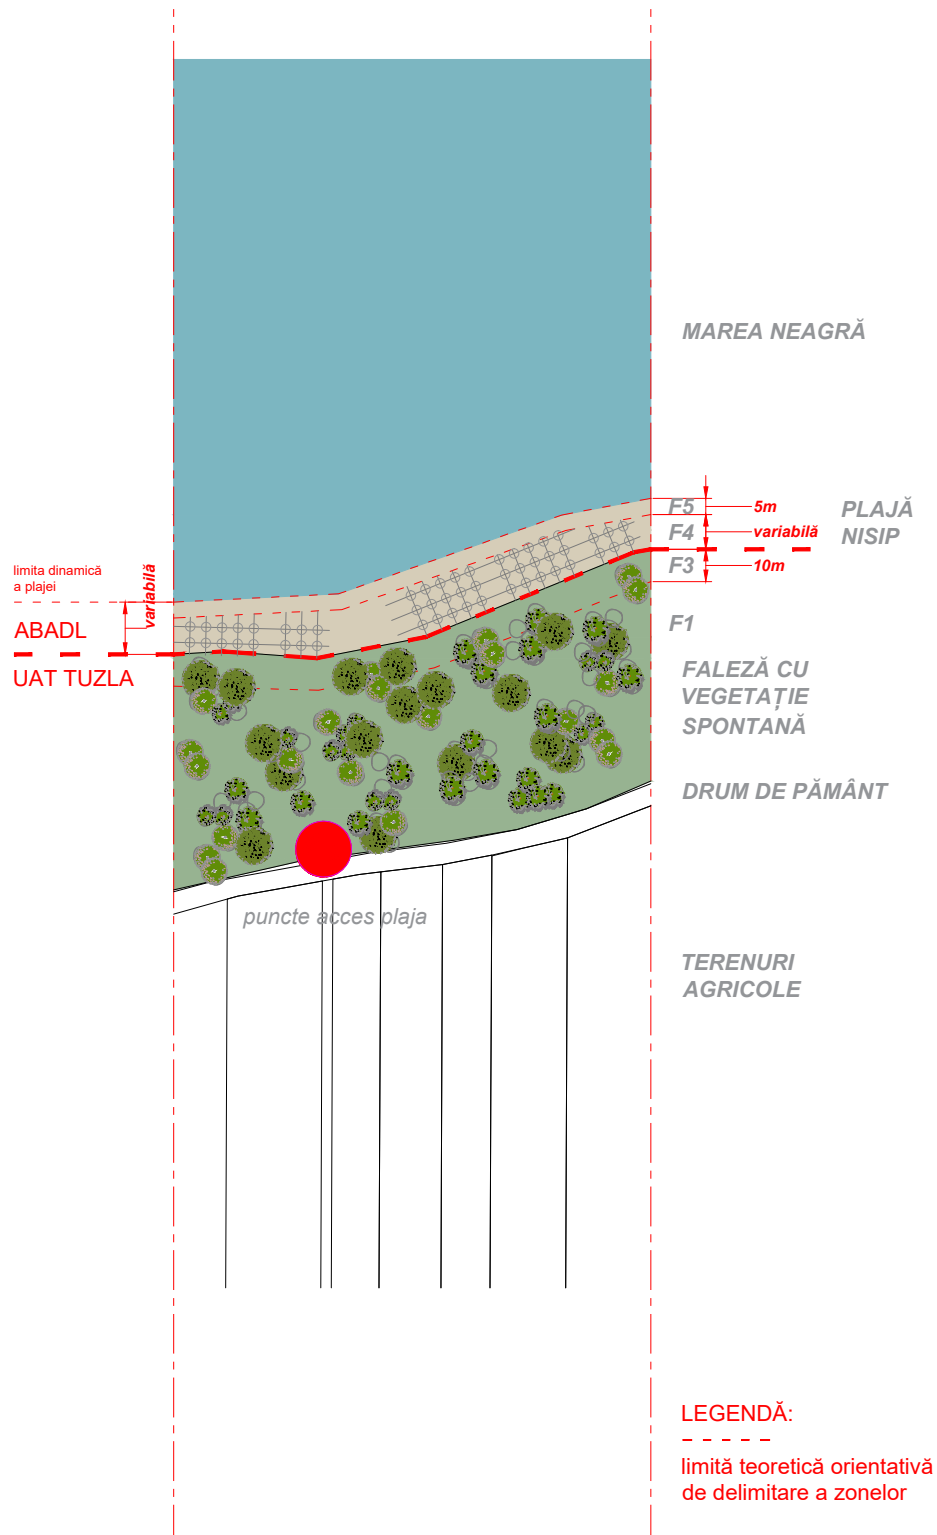 MAREA NEAGRĂ
F5
5m
PLAJĂ
NISIP
F4
variabilă
F3
10m
limita dinamică
a plajei
variabilă
ABADL
UAT TUZLA
F1
FALEZĂ CU
VEGETAȚIE
SPONTANĂ
DRUM DE PĂMÂNT
puncte acces plaja
TERENURI
AGRICOLE
LEGENDĂ:
limită teoretică orientativă
de delimitare a zonelor